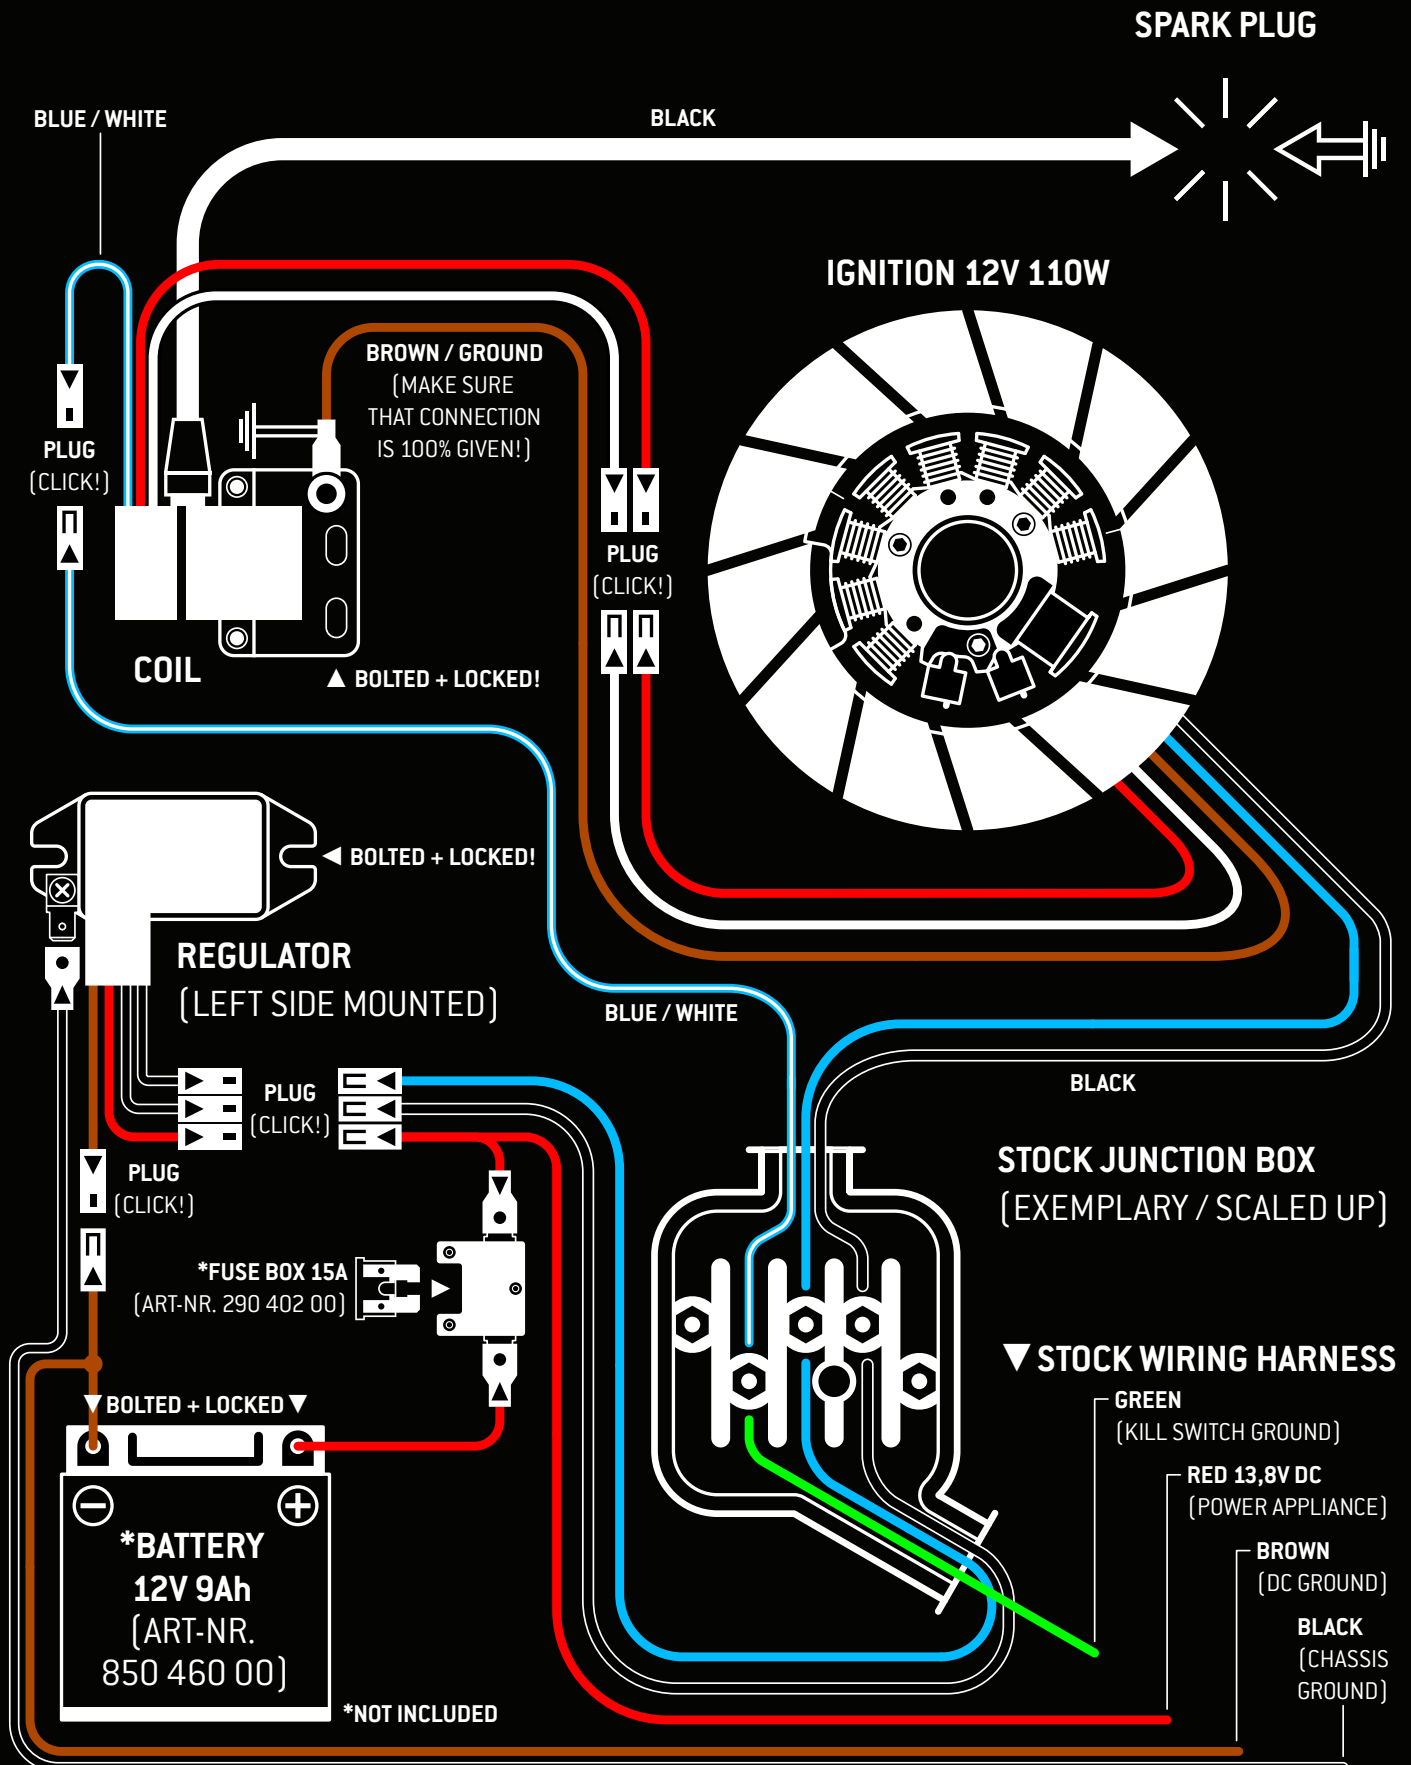 SPARK PLUG
BLUE / WHITE
BLACK
IGNITION 12V 110W
BROWN / GROUND
(MAKE SURE
THAT CONNECTION
IS 100% GIVEN!)
PLUG
(CLICK!)
PLUG
(CLICK!)
COIL
▲ BOLTED + LOCKED!
◀ BOLTED + LOCKED!
REGULATOR
(LEFT SIDE MOUNTED)
BLUE / WHITE
BLACK
PLUG
(CLICK!)
STOCK JUNCTION BOX
(EXEMPLARY / SCALED UP)
PLUG
(CLICK!)
*FUSE BOX 15A
(ART-NR. 290 402 00)
▼ STOCK WIRING HARNESS
GREEN
(KILL SWITCH GROUND)
▼ BOLTED + LOCKED ▼
RED 13,8V DC
(POWER APPLIANCE)
*BATTERY
12V 9Ah
(ART-NR.
850 460 00)
BROWN
(DC GROUND)
BLACK
(CHASSIS
GROUND)
*NOT INCLUDED